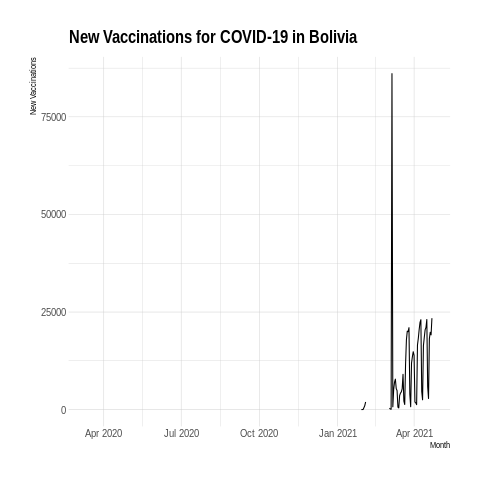 New Vaccinations for COVID-19 in Bolivia
New Vaccinations
75000
50000
25000
0
Apr 2020 Jul 2020 Oct 2020 Jan 2021 Apr 2021
Month